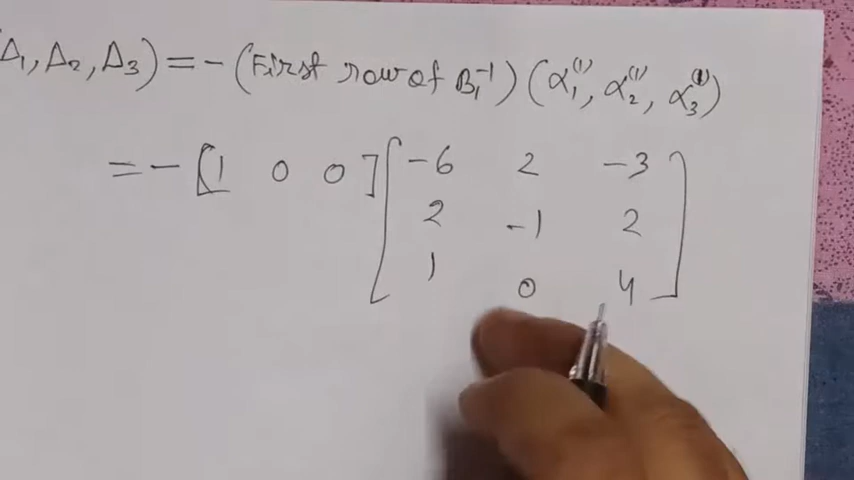 Δ₁, Δ₂, Δ₃) = - (First row of B₁⁻¹) (α₁⁽¹⁾, α₂⁽¹⁾, α₃⁽¹⁾)
= - [1 0 0] [-6 2 -3
2 -1 2
1 0 4]